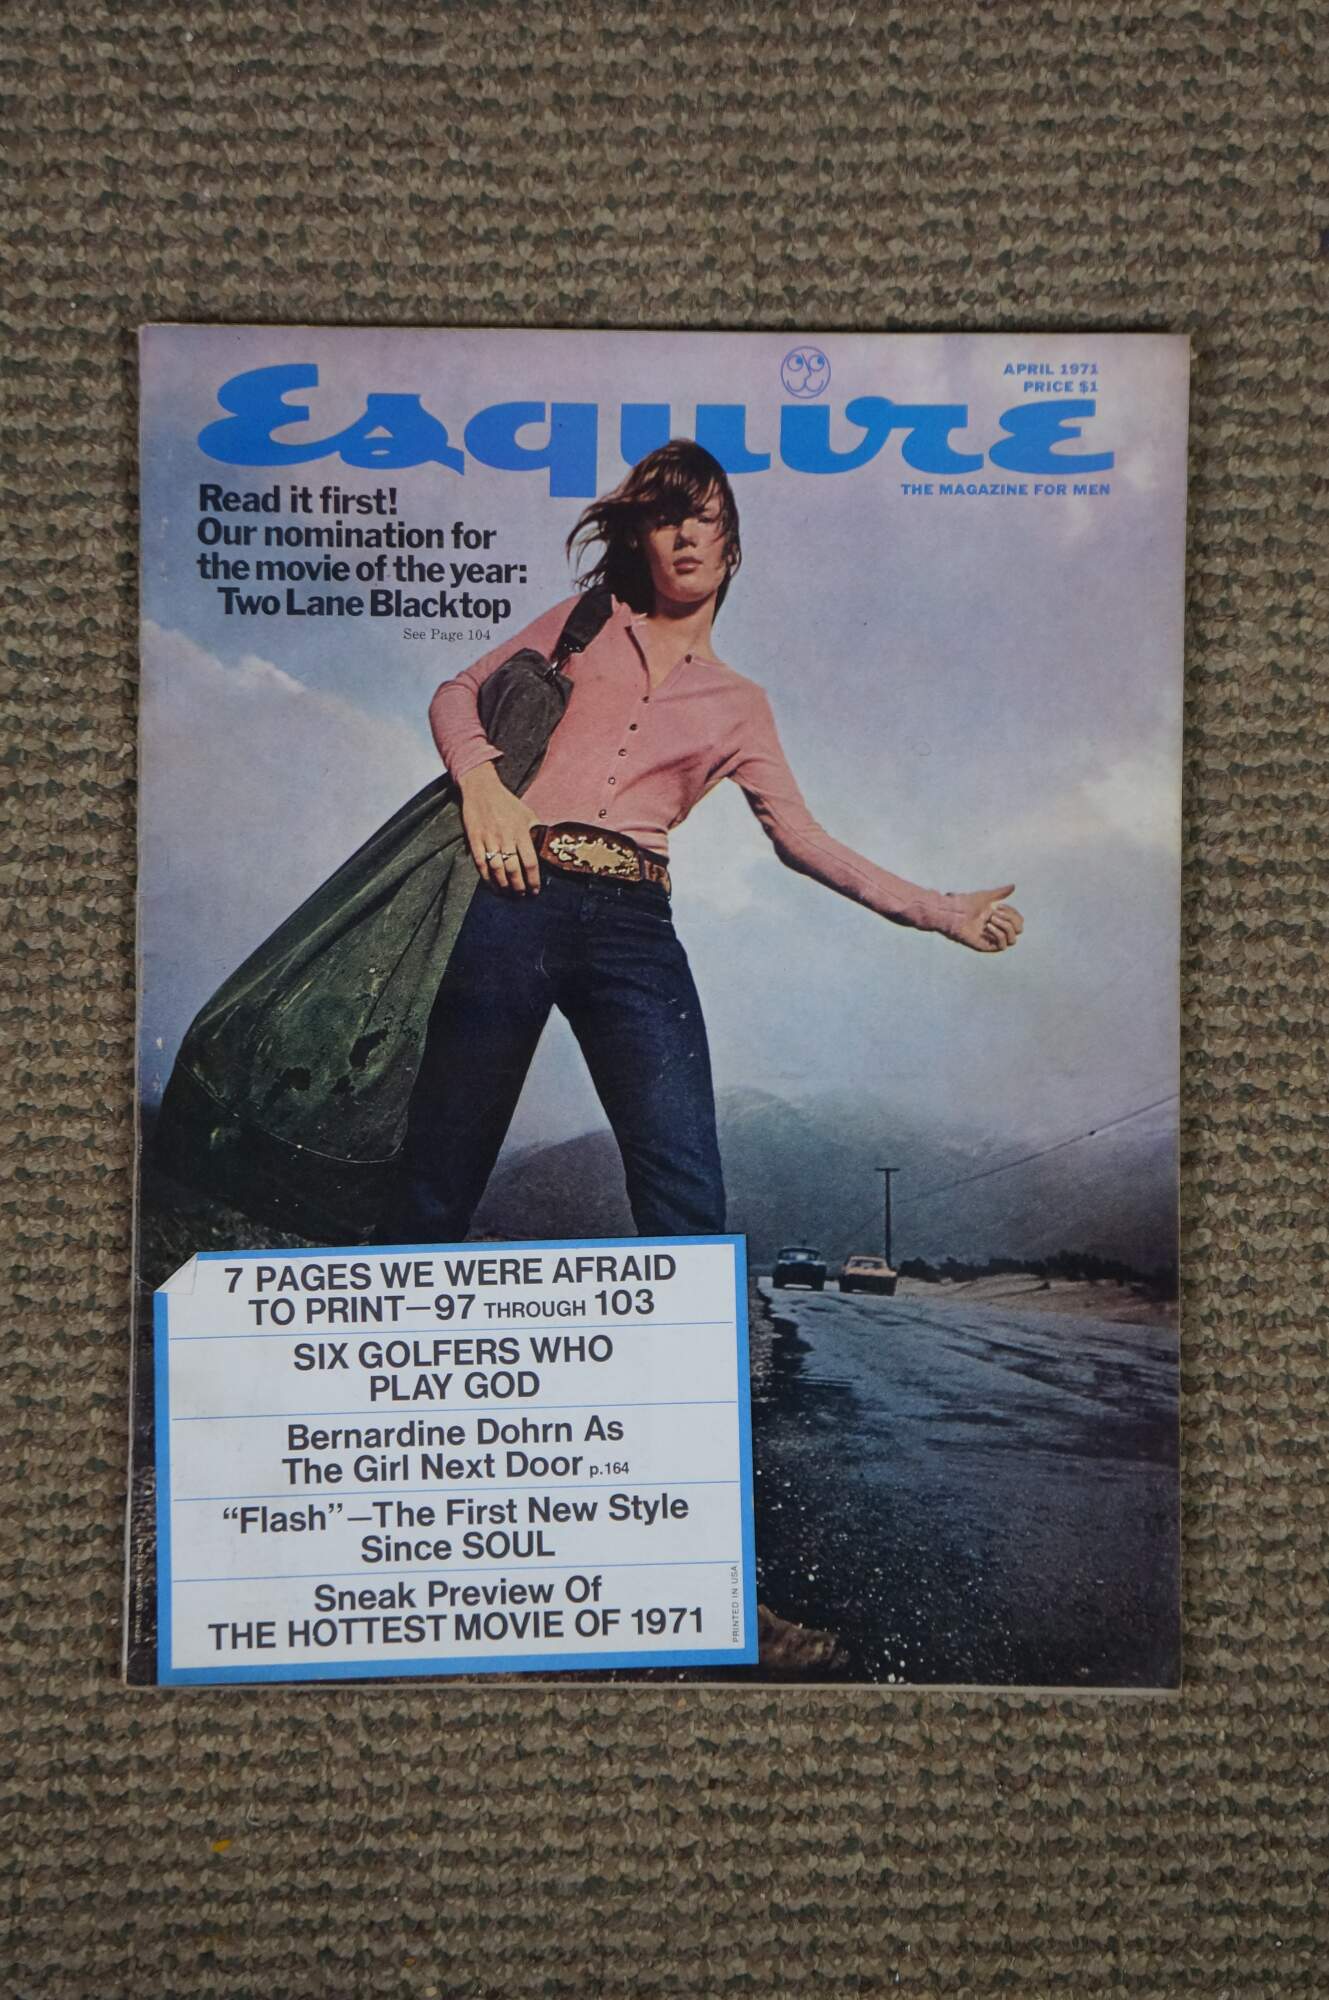 Esquire
APRIL 1971
PRICE $1
THE MAGAZINE FOR MEN
Read it first!
Our nomination for
the movie of the year:
Two Lane Blacktop
See Page 104
7 PAGES WE WERE AFRAID
TO PRINT—97 THROUGH 103
SIX GOLFERS WHO
PLAY GOD
Bernardine Dohrn As
The Girl Next Door p.164
“Flash”—The First New Style
Since SOUL
Sneak Preview Of
THE HOTTEST MOVIE OF 1971
PRINTED IN USA